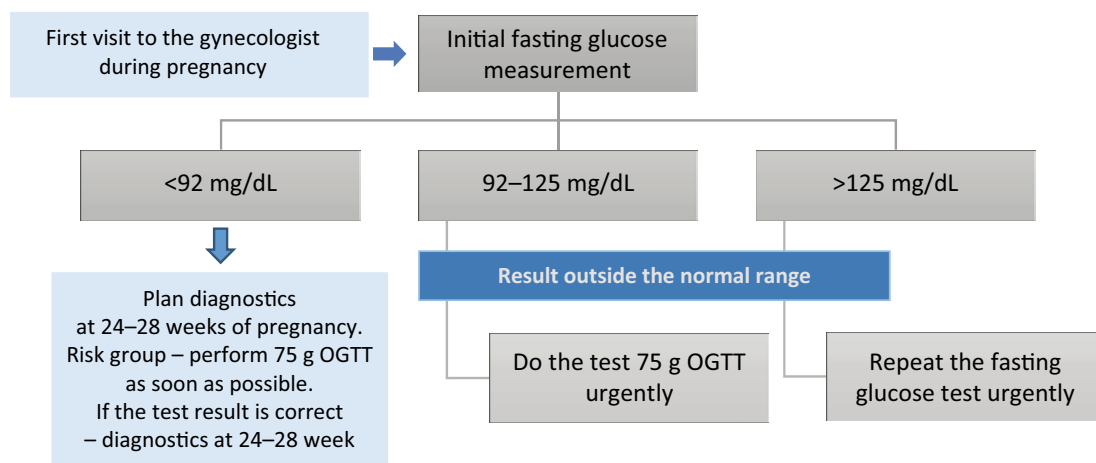 First visit to the gynecologist
during pregnancy
Initial fasting glucose
measurement
<92 mg/dL
92–125 mg/dL
>125 mg/dL
Result outside the normal range
Plan diagnostics
at 24–28 weeks of pregnancy.
Risk group – perform 75 g OGTT
as soon as possible.
If the test result is correct
– diagnostics at 24–28 week
Do the test 75 g OGTT
urgently
Repeat the fasting
glucose test urgently